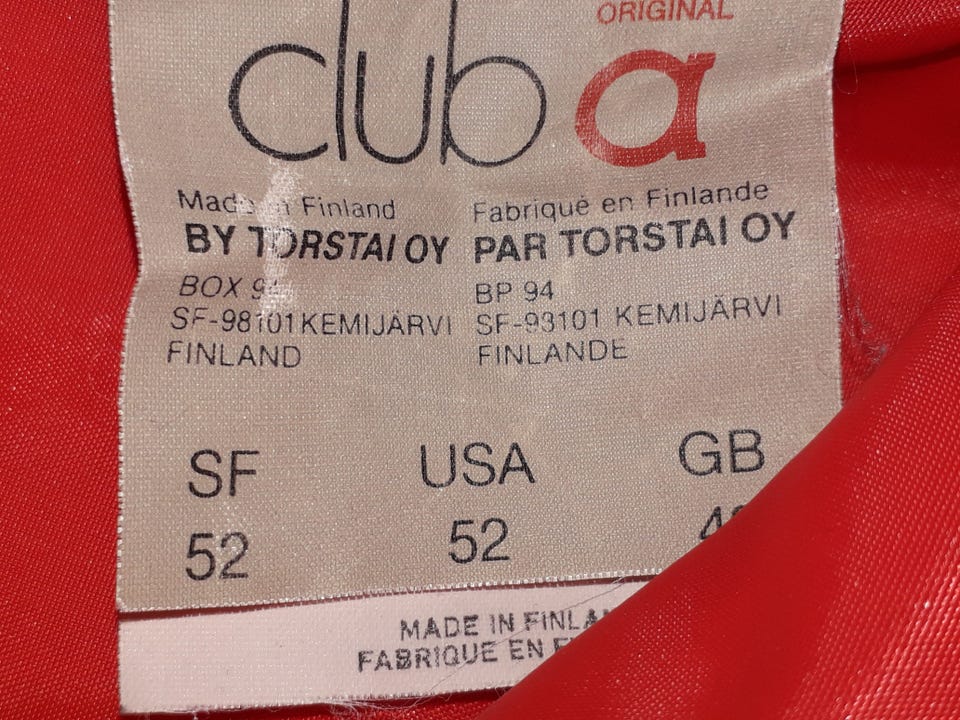 ORIGINAL
club a
Made in Finland
BY TORSTAI OY
BOX 94
SF-98101 KEMIJÄRVI
FINLAND
Fabriqué en Finlande
PAR TORSTAI OY
BP 94
SF-93101 KEMIJÄRVI
FINLANDE
SF USA GB
52 52
MADE IN
FABRIQUE EN